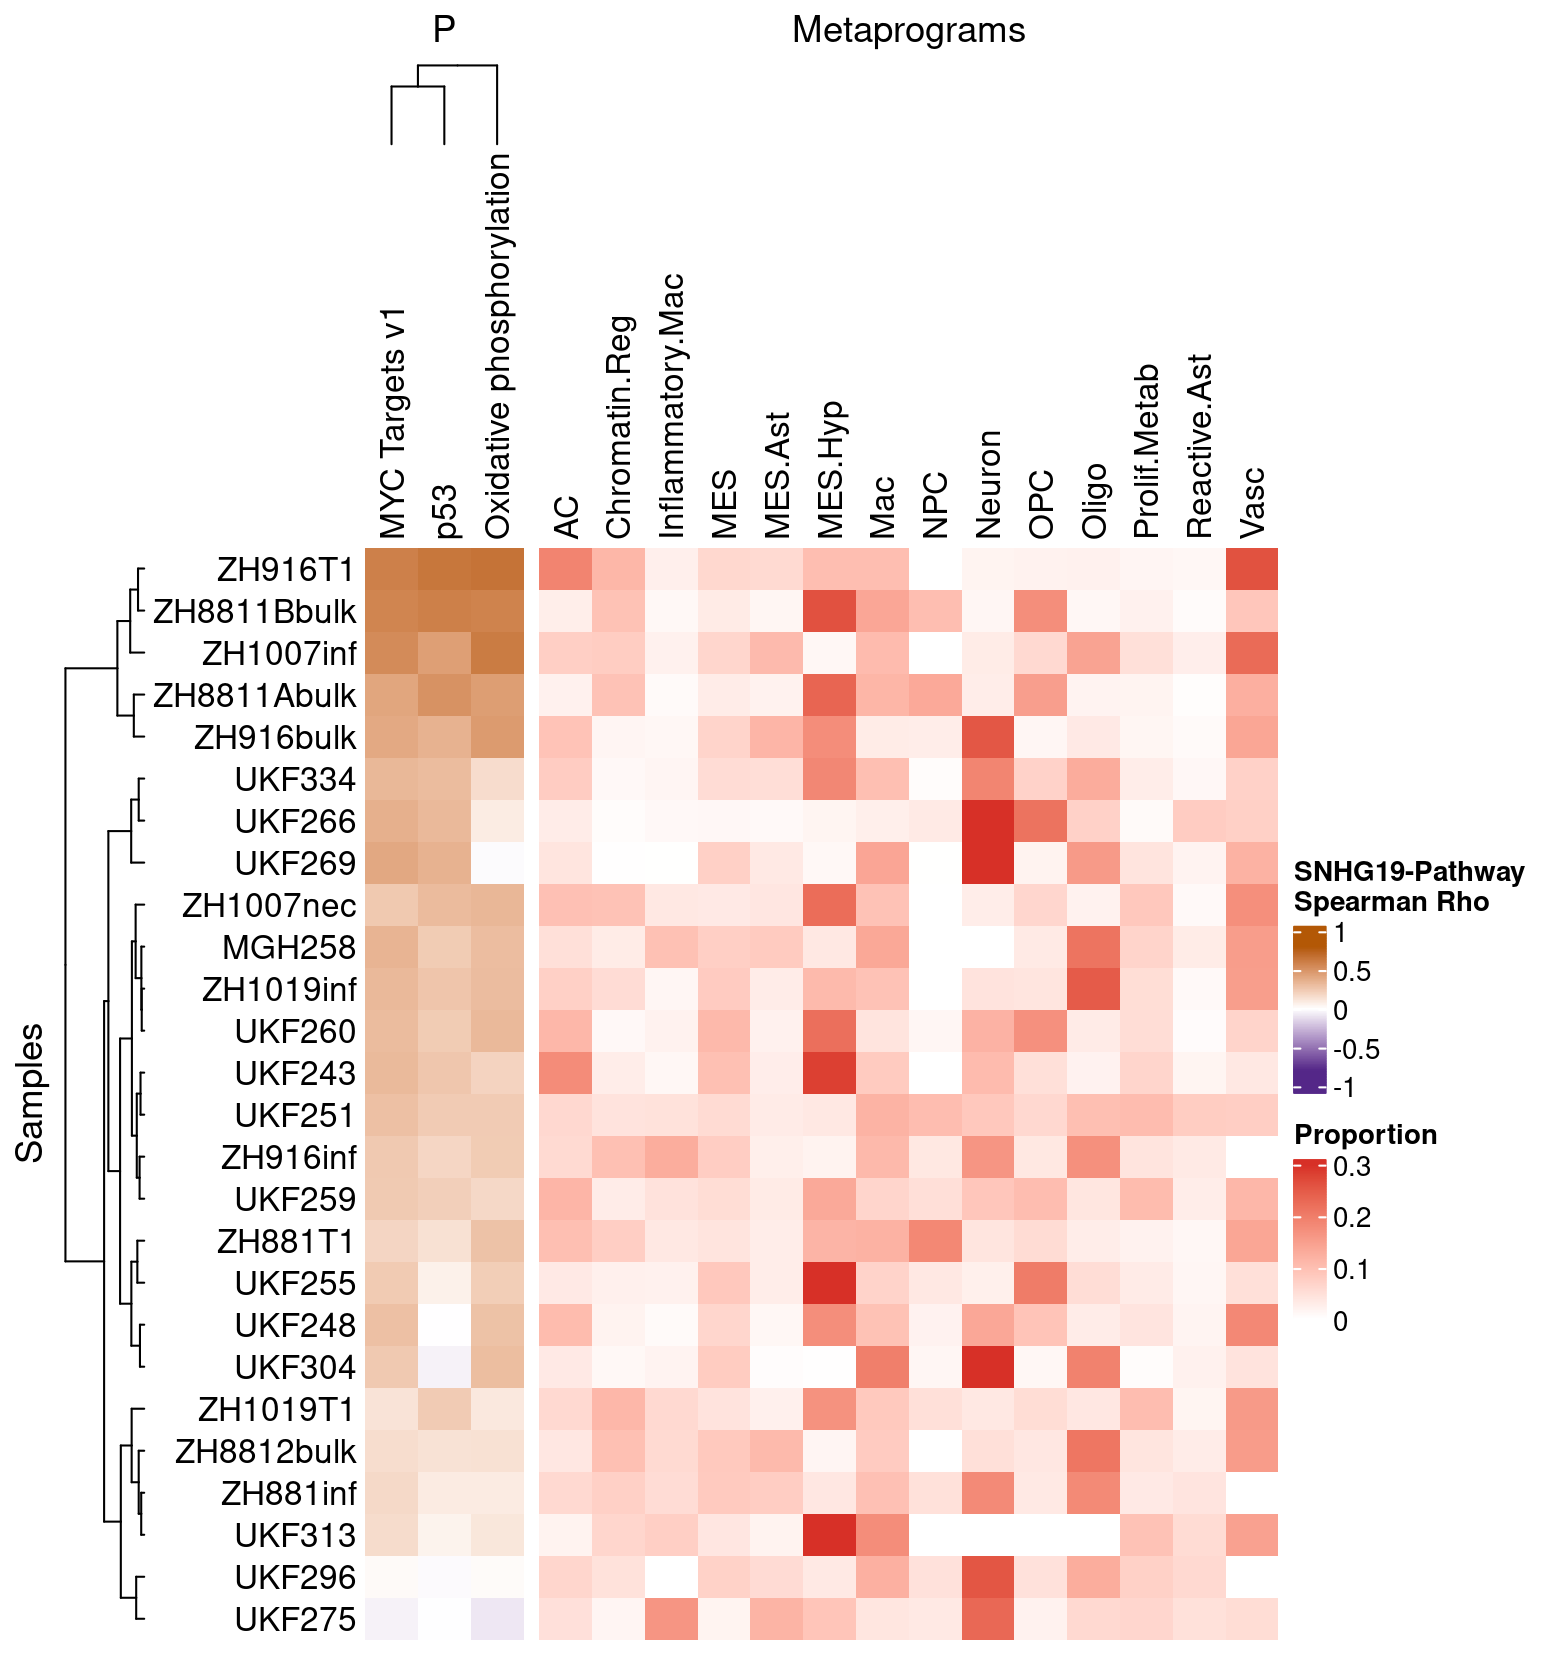 P
Metaprograms
MYC Targets v1
p53
Oxidative phosphorylation
AC
Chromatin.Reg
Inflammatory.Mac
MES
MES.Ast
MES.Hyp
Mac
NPC
Neuron
OPC
Oligo
Prolif.Metab
Reactive.Ast
Vasc
Samples
ZH916T1
ZH8811Bbulk
ZH1007inf
ZH8811Abulk
ZH916bulk
UKF334
UKF266
UKF269
ZH1007nec
MGH258
ZH1019inf
UKF260
UKF243
UKF251
ZH916inf
UKF259
ZH881T1
UKF255
UKF248
UKF304
ZH1019T1
ZH8812bulk
ZH881inf
UKF313
UKF296
UKF275
SNHG19-Pathway
Spearman Rho
1
0.5
0
-0.5
-1
Proportion
0.3
0.2
0.1
0